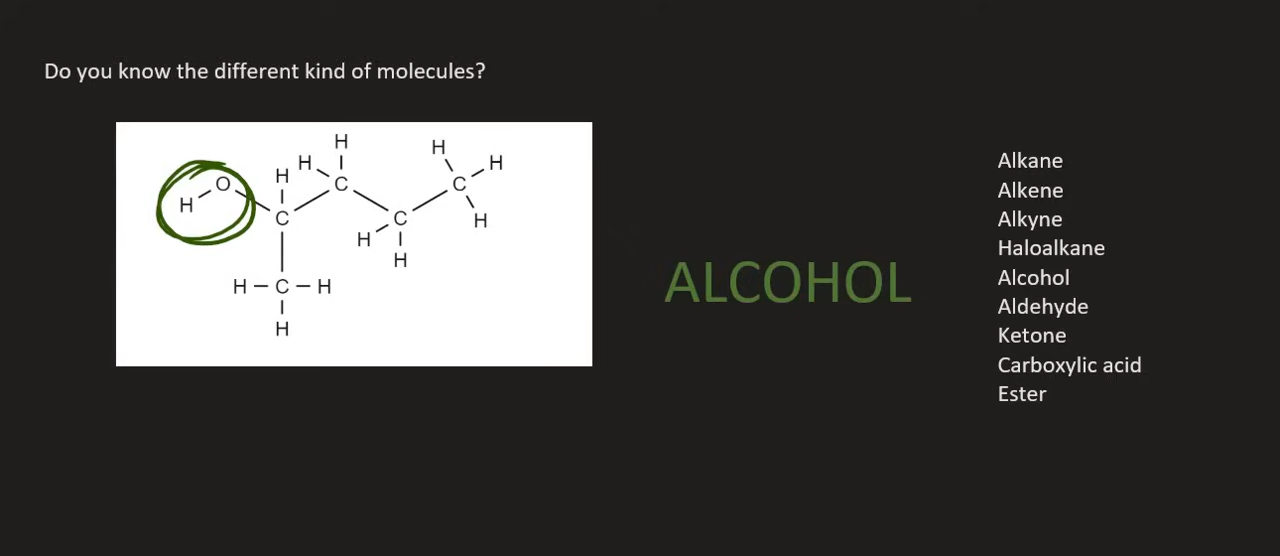 Do you know the different kind of molecules?
H
H H
H H H
O C C
H C C H
H
H
H – C – H
H
ALCOHOL
Alkane
Alkene
Alkyne
Haloalkane
Alcohol
Aldehyde
Ketone
Carboxylic acid
Ester